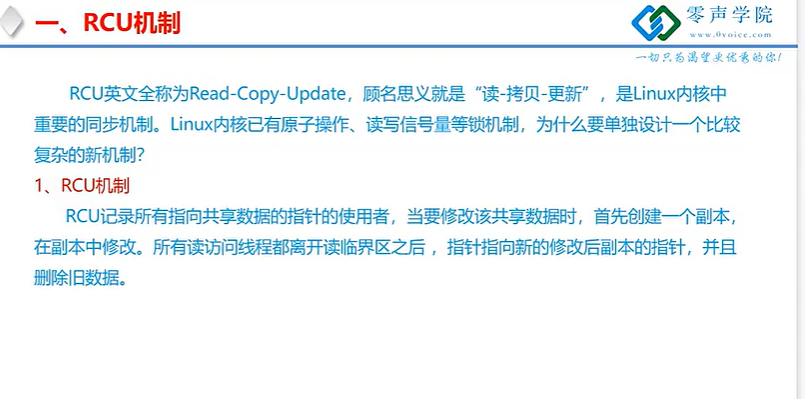 一、RCU机制
零声学院
www.0voice.com
一切只为渴望更优秀的你!
RCU英文全称为Read-Copy-Update，顾名思义就是“读-拷贝-更新”，是Linux内核中
重要的同步机制。Linux内核已有原子操作、读写信号量等锁机制，为什么要单独设计一个比较
复杂的新机制?
1、RCU机制
RCU记录所有指向共享数据的指针的使用者，当要修改该共享数据时，首先创建一个副本，
在副本中修改。所有读访问线程都离开读临界区之后 ，指针指向新的修改后副本的指针，并且
删除旧数据。